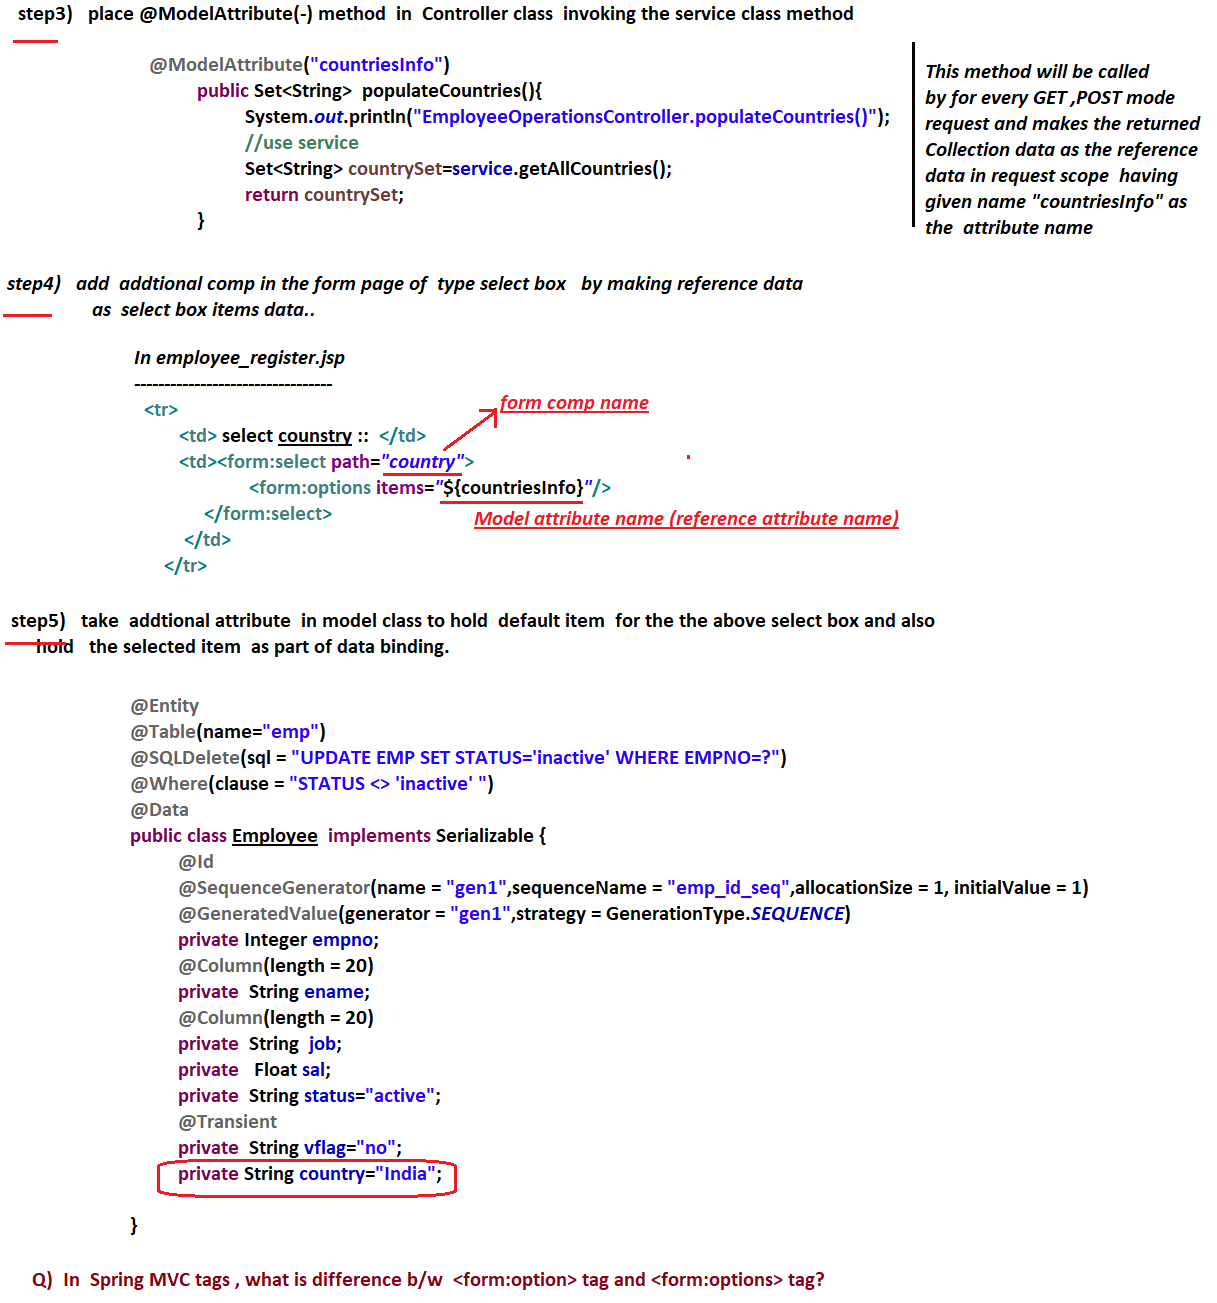 step3) place @ModelAttribute(-) method in Controller class invoking the service class method
@ModelAttribute("countriesInfo")
public Set<String> populateCountries(){
System.out.println("EmployeeOperationsController.populateCountries()");
//use service
Set<String> countrySet=service.getAllCountries();
return countrySet;
}
This method will be called
by for every GET ,POST mode
request and makes the returned
Collection data as the reference
data in request scope having
given name "countriesInfo" as
the attribute name
step4) add addtional comp in the form page of type select box by making reference data
as select box items data..
In employee_register.jsp
---------------------------------
<tr>
form comp name
<td> select counstry :: </td>
<td><form:select path="country">
<form:options items="${countriesInfo}"/>
</form:select>
Model attribute name (reference attribute name)
</td>
</tr>
step5) take addtional attribute in model class to hold default item for the the above select box and also
hold the selected item as part of data binding.
@Entity
@Table(name="emp")
@SQLDelete(sql = "UPDATE EMP SET STATUS='inactive' WHERE EMPNO=?")
@Where(clause = "STATUS <> 'inactive' ")
@Data
public class Employee implements Serializable {
@Id
@SequenceGenerator(name = "gen1",sequenceName = "emp_id_seq",allocationSize = 1, initialValue = 1)
@GeneratedValue(generator = "gen1",strategy = GenerationType.SEQUENCE)
private Integer empno;
@Column(length = 20)
private String ename;
@Column(length = 20)
private String job;
private Float sal;
private String status="active";
@Transient
private String vflag="no";
private String country="India";
}
Q) In Spring MVC tags , what is difference b/w <form:option> tag and <form:options> tag?